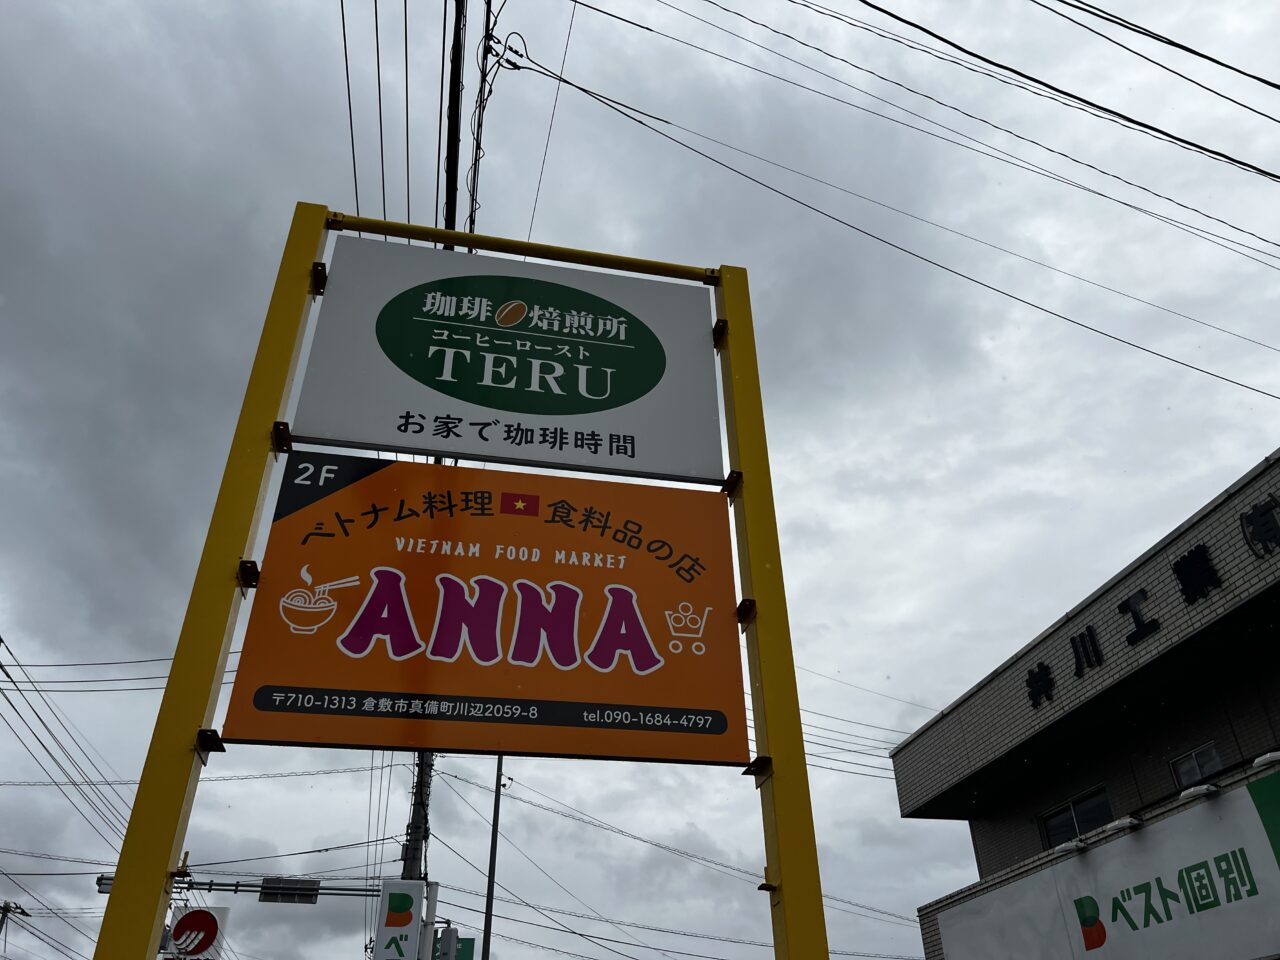 珈琲焙煎所
コーヒーロースト
TERU
お家で珈琲時間
2F
ベトナム料理 食料品の店
VIETNAM FOOD MARKET
ANNA
〒710-1313 倉敷市真備町川辺2059-8 tel.090-1684-4797
井川工業(有)
ベスト個別
ベ